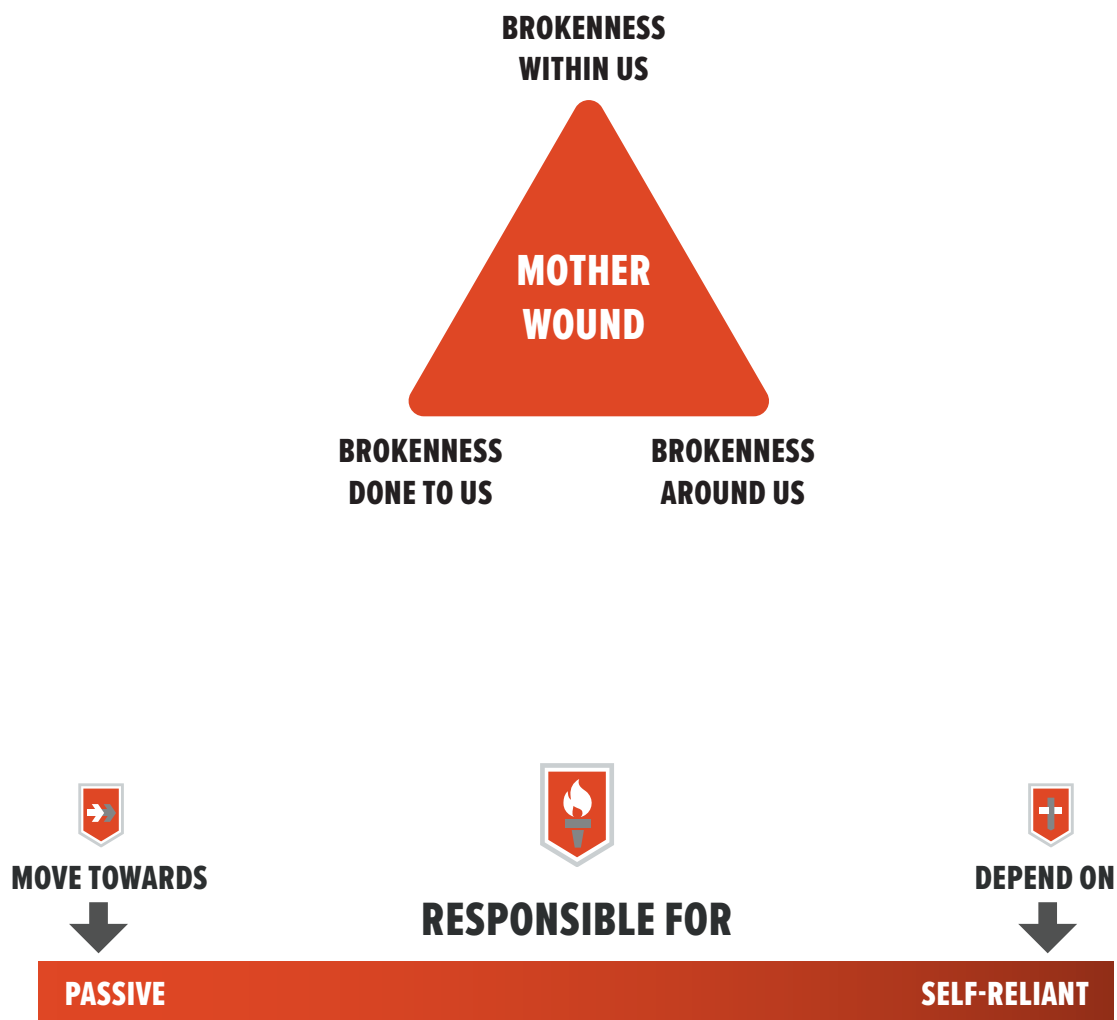 BROKENNESS
WITHIN US
MOTHER
WOUND
BROKENNESS
DONE TO US
BROKENNESS
AROUND US
MOVE TOWARDS
RESPONSIBLE FOR
DEPEND ON
PASSIVE
SELF-RELIANT